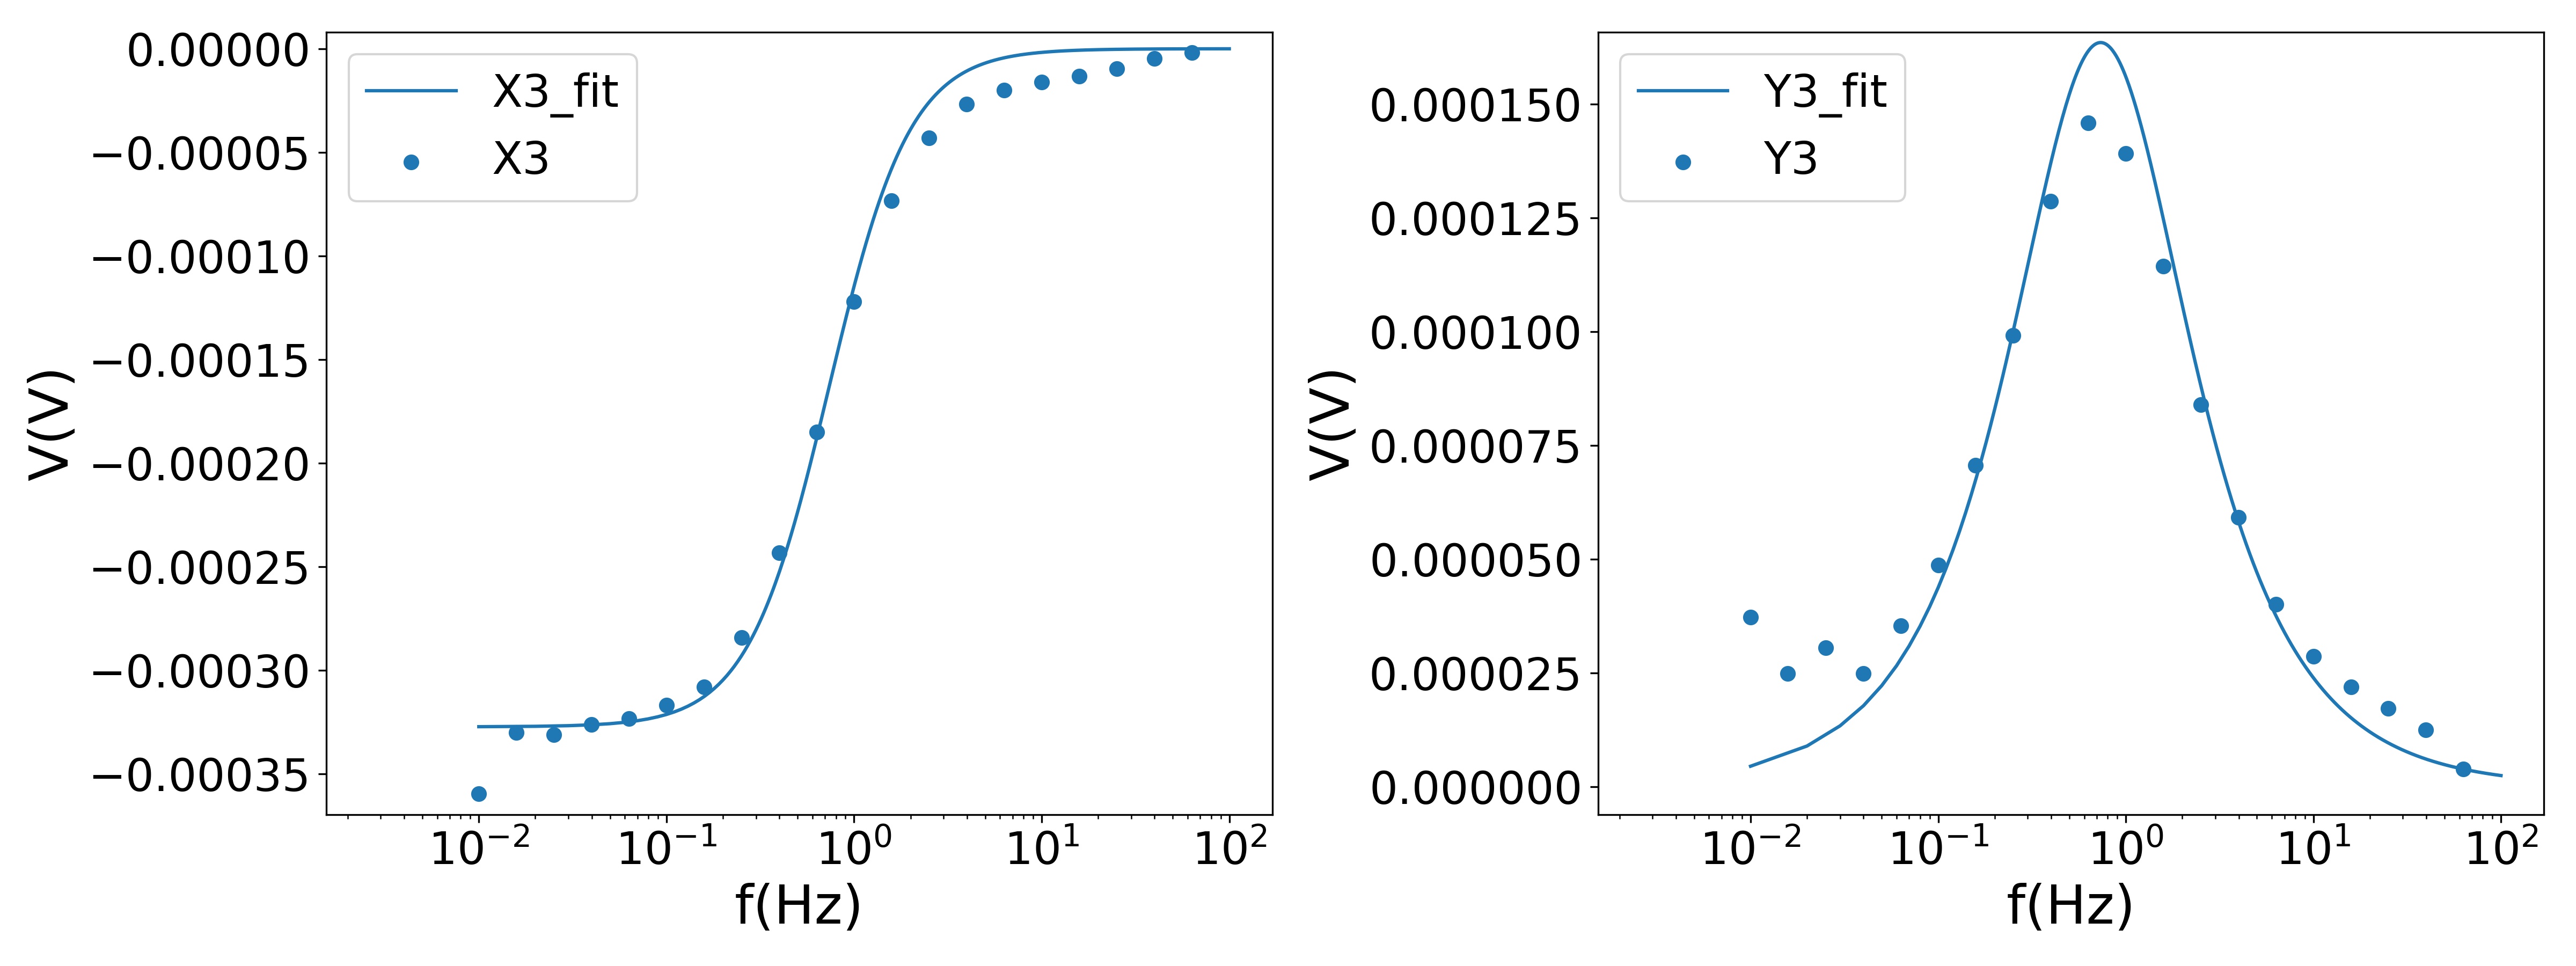 X3_fit
X3
0.00000
−0.00005
−0.00010
−0.00015
−0.00020
−0.00025
−0.00030
−0.00035
V(V)
10⁻² 10⁻¹ 10⁰ 10¹ 10²
f(Hz)
Y3_fit
Y3
0.000150
0.000125
0.000100
0.000075
0.000050
0.000025
0.000000
V(V)
10⁻² 10⁻¹ 10⁰ 10¹ 10²
f(Hz)